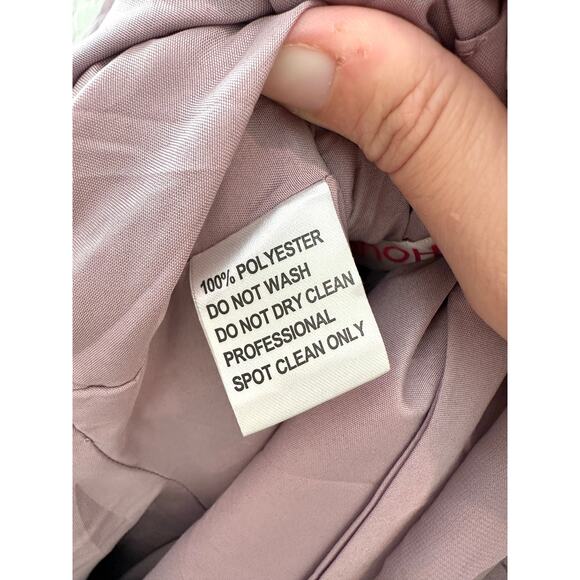 100% POLYESTER
DO NOT WASH
DO NOT DRY CLEAN
PROFESSIONAL
SPOT CLEAN ONLY